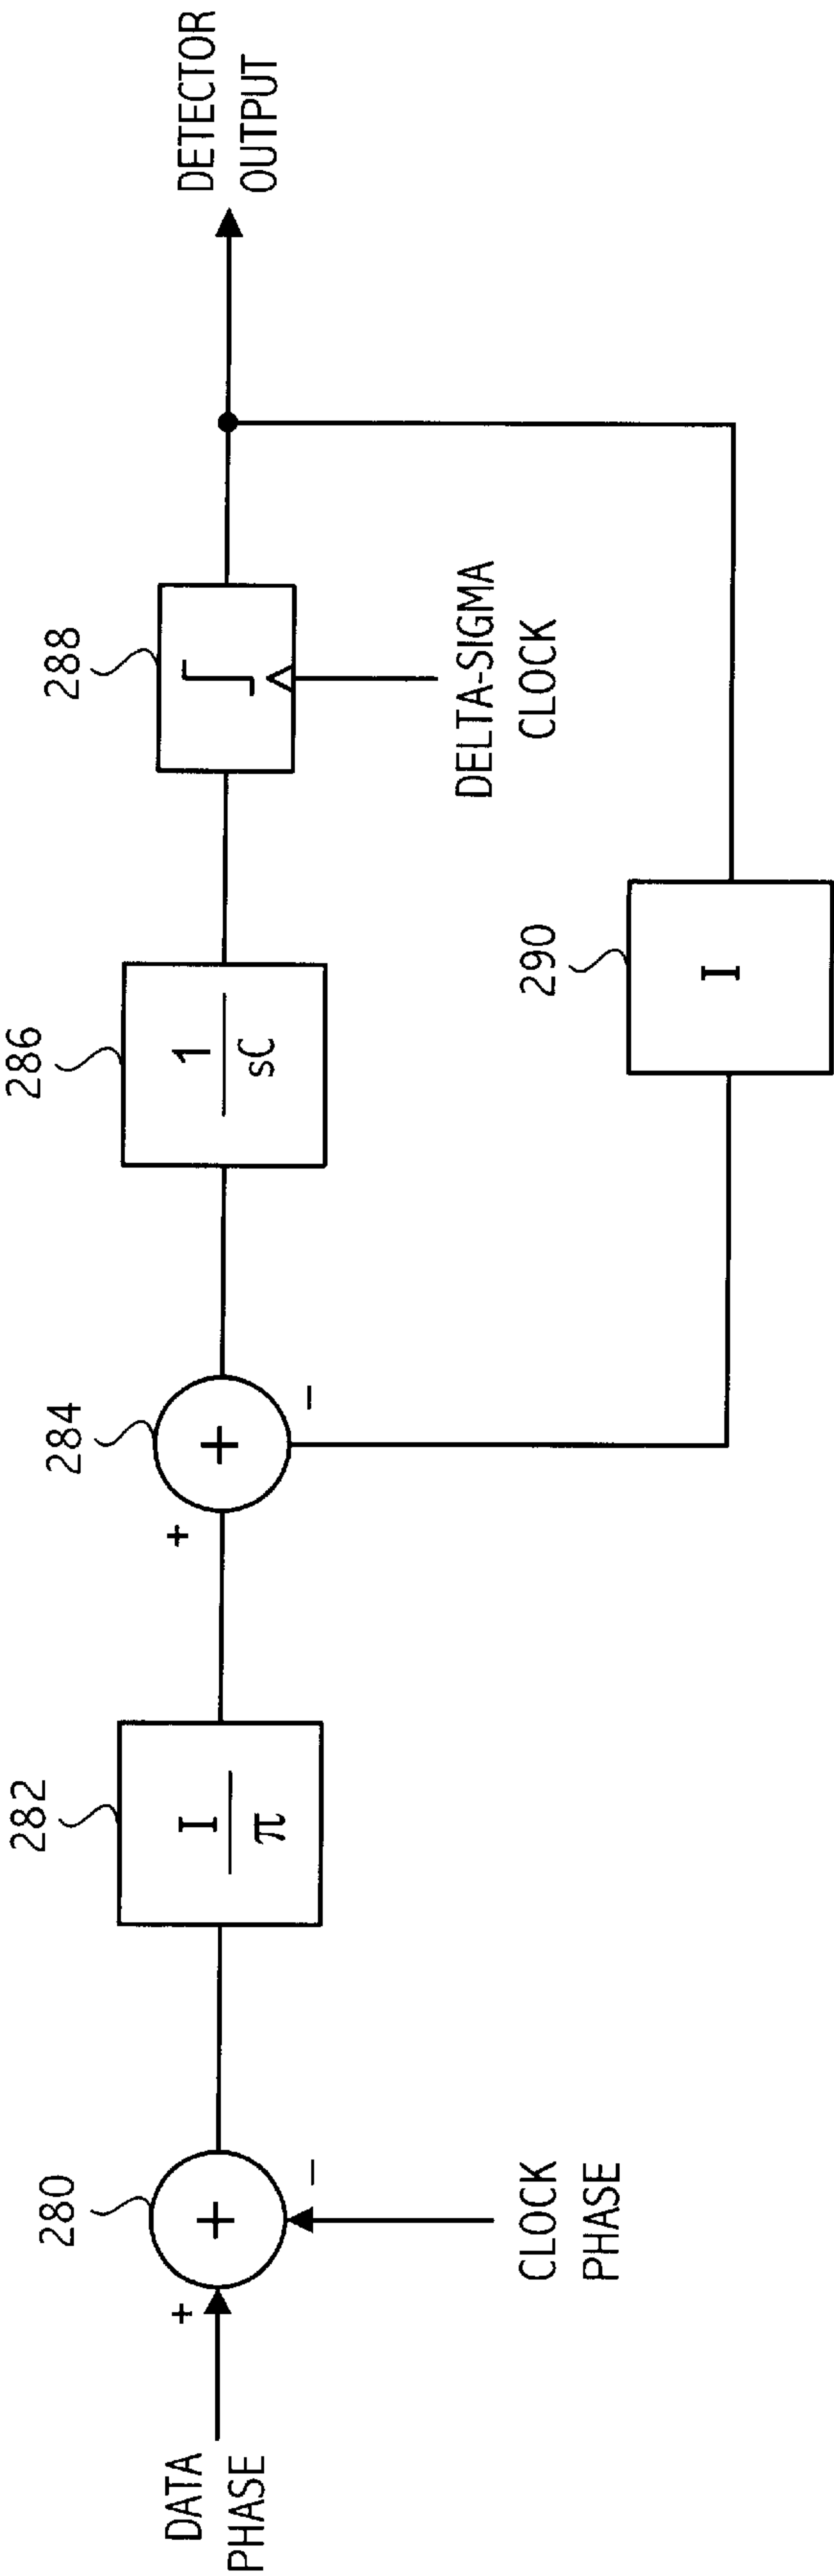 DATA
PHASE
+
280
+
−
CLOCK
PHASE
282
I
π
+
284
+
−
286
1
sC
288
DELTA-SIGMA
CLOCK
290
I
DETECTOR
OUTPUT